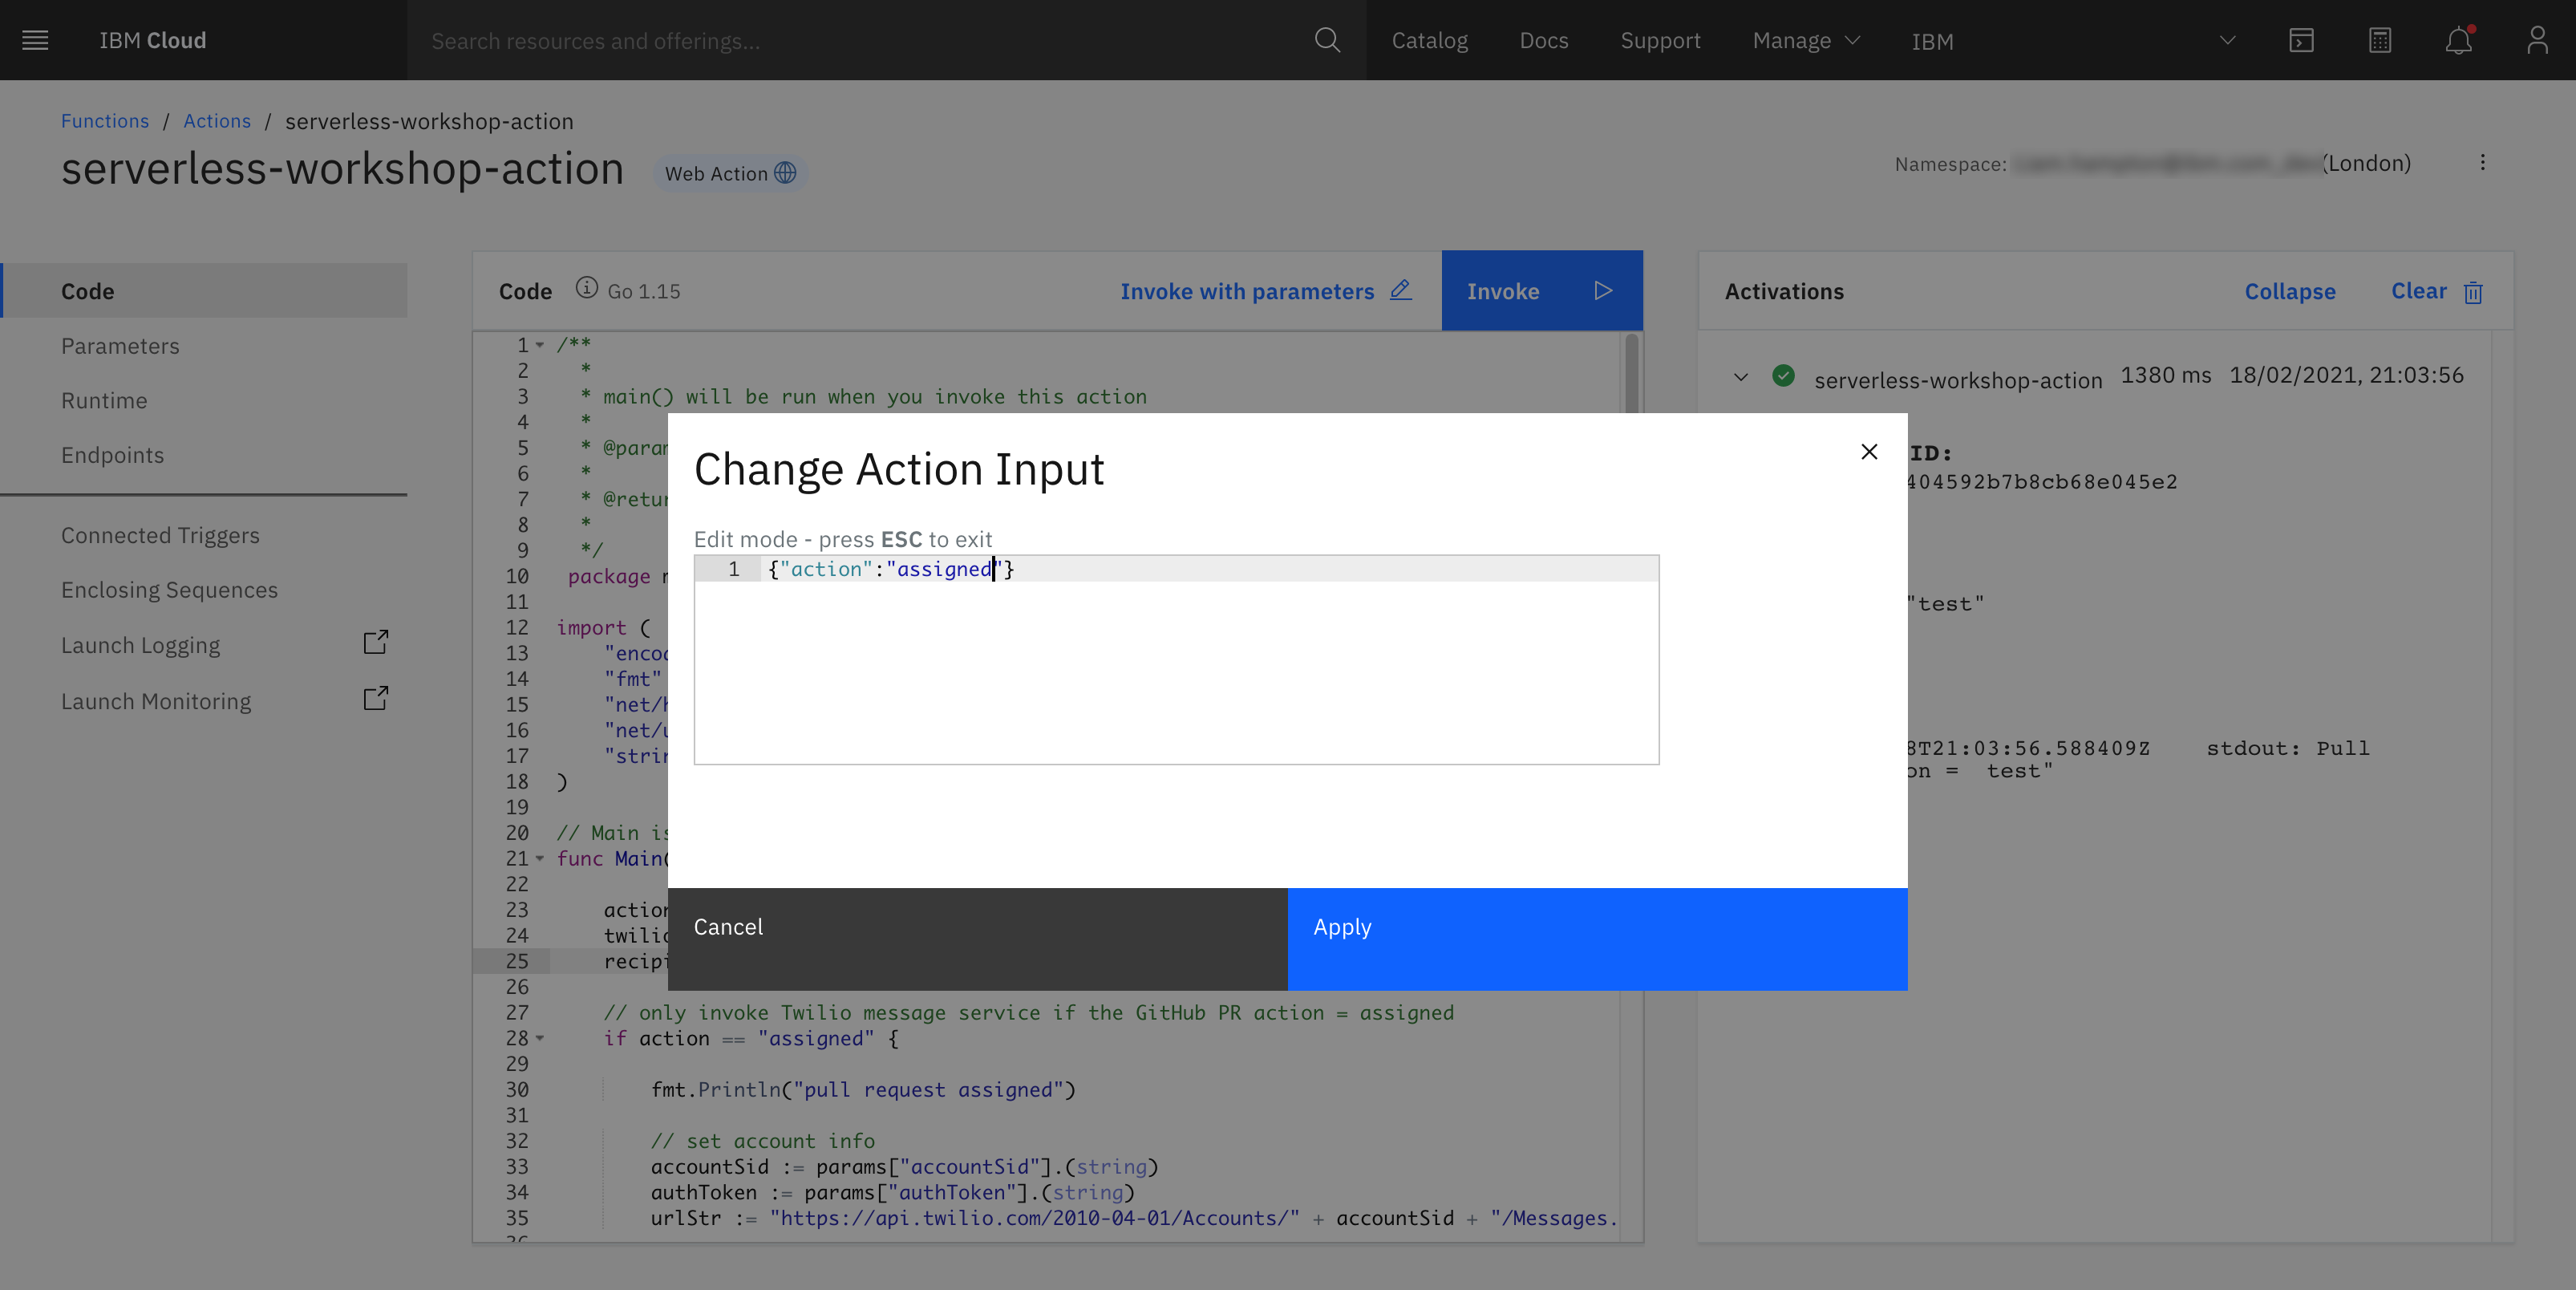 IBM Cloud
Search resources and offerings...
Catalog
Docs
Support
Manage
IBM
Functions / Actions / serverless-workshop-action
serverless-workshop-action
Web Action
Namespace:
(London)
Code
Parameters
Runtime
Endpoints
Connected Triggers
Enclosing Sequences
Launch Logging
Launch Monitoring
Code
Go 1.15
Invoke with parameters
Invoke
1 /**
2 *
3 * main() will be run when you invoke this action
4 *
5 * @param
6 *
7 * @retur
8 *
9 */
10 package
11
12 import (
13 "enco
14 "fmt"
15 "net/h
16 "net/u
17 "strin
18 )
19
20 // Main is
21 func Main(
22
23 action
24 twilio
25 recipi
26
27 // only invoke Twilio message service if the GitHub PR action = assigned
28 if action == "assigned" {
29
30 fmt.Println("pull request assigned")
31
32 // set account info
33 accountSid := params["accountSid"].(string)
34 authToken := params["authToken"].(string)
35 urlStr := "https://api.twilio.com/2010-04-01/Accounts/" + accountSid + "/Messages.
Change Action Input
Edit mode - press ESC to exit
1 {"action":"assigned"}
Cancel
Apply
Activations
Collapse
Clear
serverless-workshop-action 1380 ms 18/02/2021, 21:03:56
ID:
404592b7b8cb68e045e2
"test"
8T21:03:56.588409Z stdout: Pull
on = test"